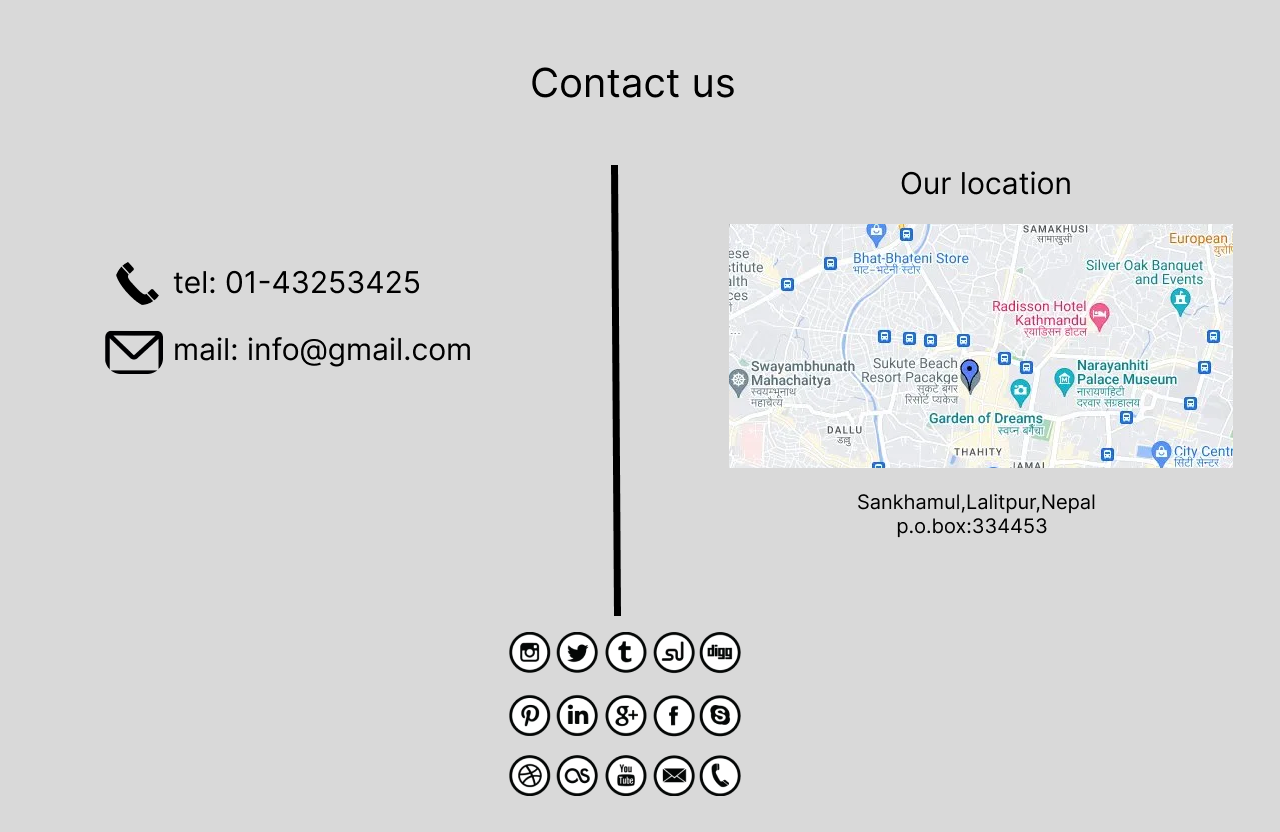 Contact us
tel: 01-43253425
mail: info@gmail.com
Our location
SAMAKHUSI
सामाखुसी
European
Bhat-Bhateni Store
भाट-भटेनी स्टोर
ese
stitute
alth
ces
Silver Oak Banquet
and Events
Radisson Hotel
Kathmandu
र्‍याडिसन होटल
Swayambhunath
Mahachaitya
स्वयम्भूनाथ
महाचैत्य
Sukute Beach
Resort Pacakge
सुकुटे बगर
रिसोर्ट प्यकेज
Narayanhiti
Palace Museum
नारायणहिटी
दरवार संग्रहालय
Garden of Dreams
स्वप्न बगैंचा
DALLU
डल्लु
THAHITY
JAMAL
City Centr
सिटी सेन्टर
Sankhamul,Lalitpur,Nepal
p.o.box:334453
digg
in
g+
You
Tube